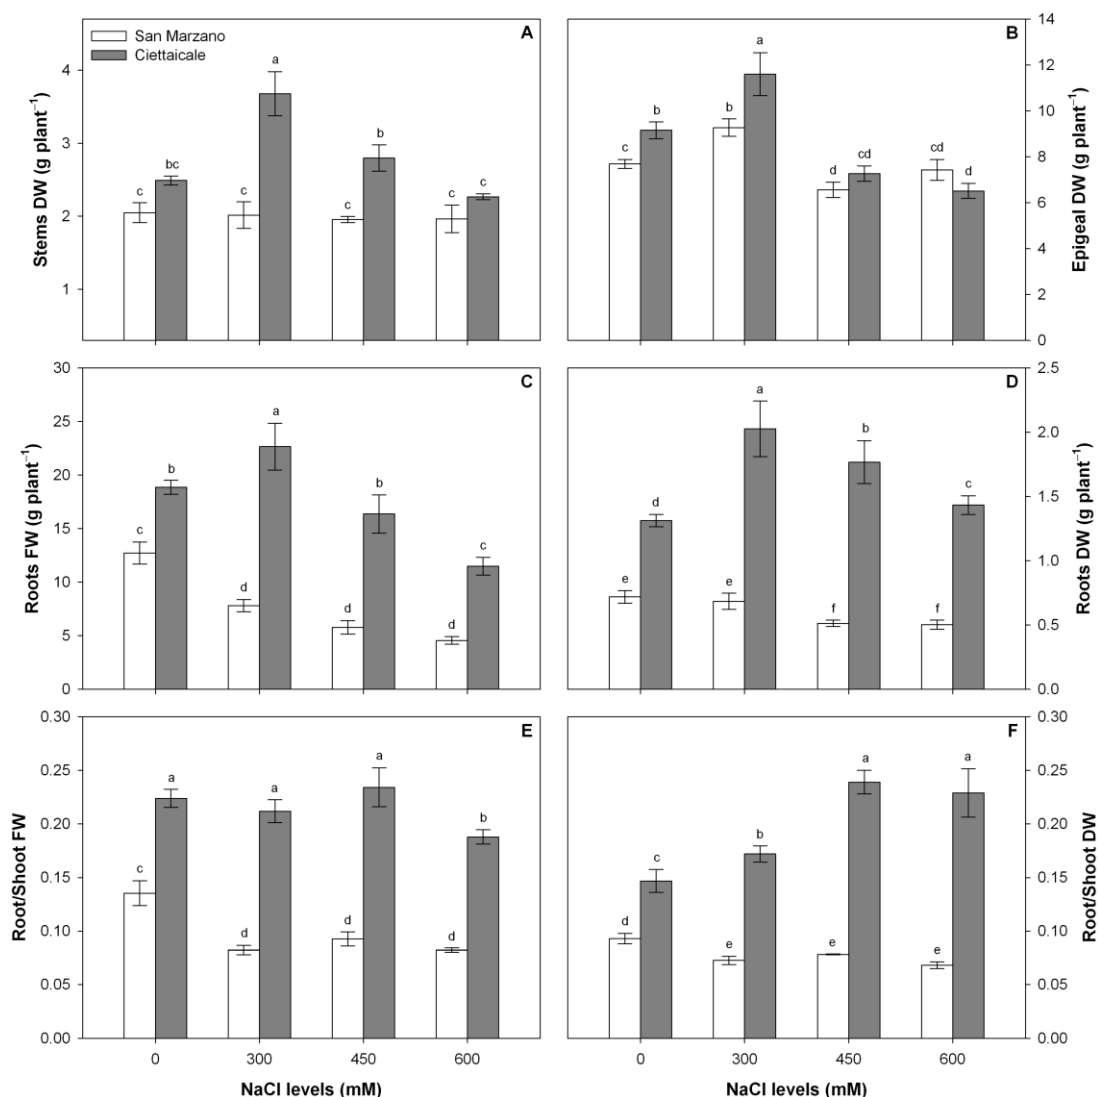 San Marzano
Ciettaicale
A
Stems DW (g plant⁻¹)
4
3
2
1
c
bc
c
a
c
b
c
c
B
Epigeal DW (g plant⁻¹)
14
12
10
8
6
4
2
0
c
b
b
a
d
cd
cd
d
C
Roots FW (g plant⁻¹)
30
25
20
15
10
5
0
c
b
d
a
d
b
d
c
D
Roots DW (g plant⁻¹)
2.5
2.0
1.5
1.0
0.5
0.0
e
d
e
a
f
b
f
c
E
Root/Shoot FW
0.30
0.25
0.20
0.15
0.10
0.05
0.00
c
a
d
a
d
a
d
b
0
300
450
600
NaCl levels (mM)
F
Root/Shoot DW
0.30
0.25
0.20
0.15
0.10
0.05
0.00
d
c
e
b
e
a
e
a
0
300
450
600
NaCl levels (mM)